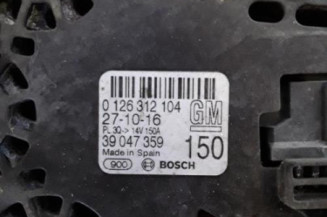 0 126 312 104
27-10-16 GM
PL 3Q-> 14V 150A
39 047 359 150
Made in Spain
900 BOSCH